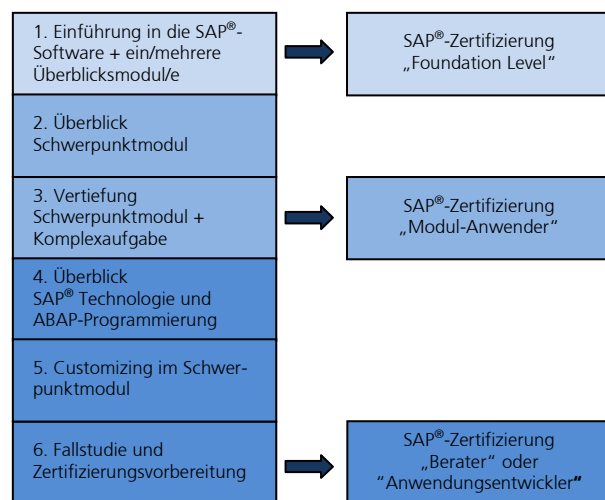 1. Einführung in die SAP®-
Software + ein/mehrere
Überblicksmodul/e
SAP®-Zertifizierung
„Foundation Level“
2. Überblick
Schwerpunktmodul
3. Vertiefung
Schwerpunktmodul +
Komplexaufgabe
SAP®-Zertifizierung
„Modul-Anwender“
4. Überblick
SAP® Technologie und
ABAP-Programmierung
5. Customizing im Schwer-
punktmodul
6. Fallstudie und
Zertifizierungsvorbereitung
SAP®-Zertifizierung
„Berater“ oder
“Anwendungsentwickler“